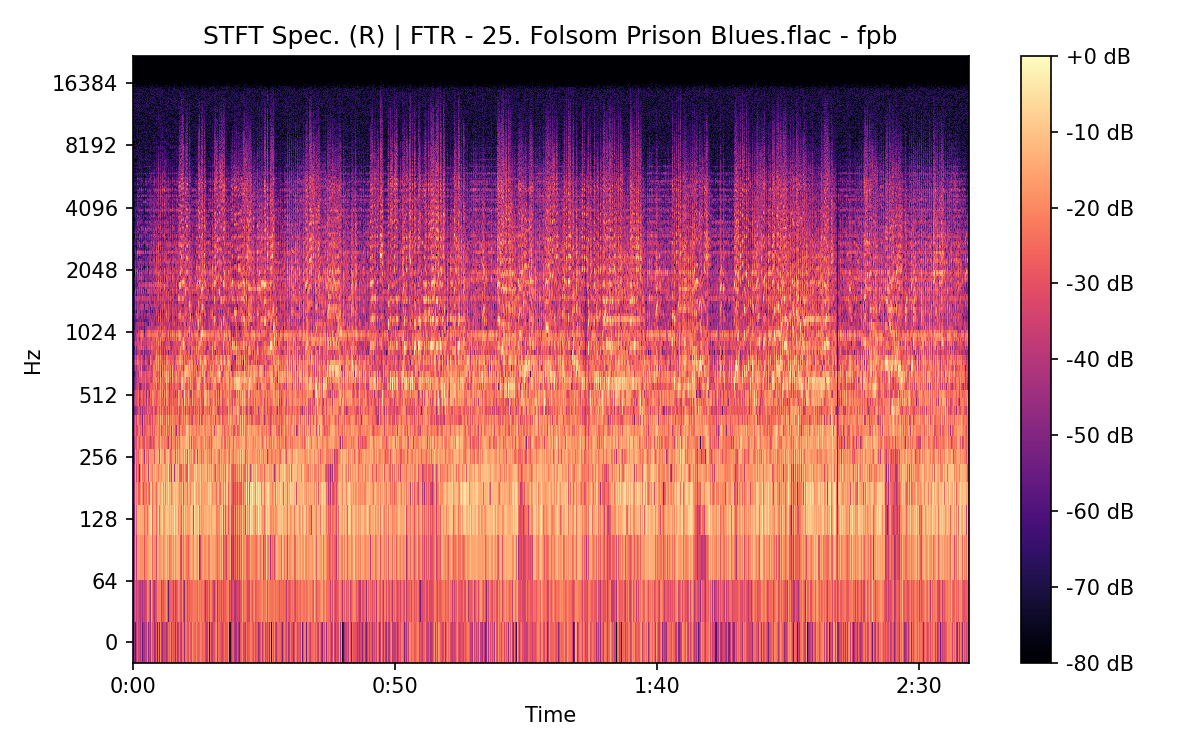 STFT Spec. (R) | FTR - 25. Folsom Prison Blues.flac - fpb
Hz
16384
8192
4096
2048
1024
512
256
128
64
0
0:00
0:50
1:40
2:30
Time
+0 dB
-10 dB
-20 dB
-30 dB
-40 dB
-50 dB
-60 dB
-70 dB
-80 dB